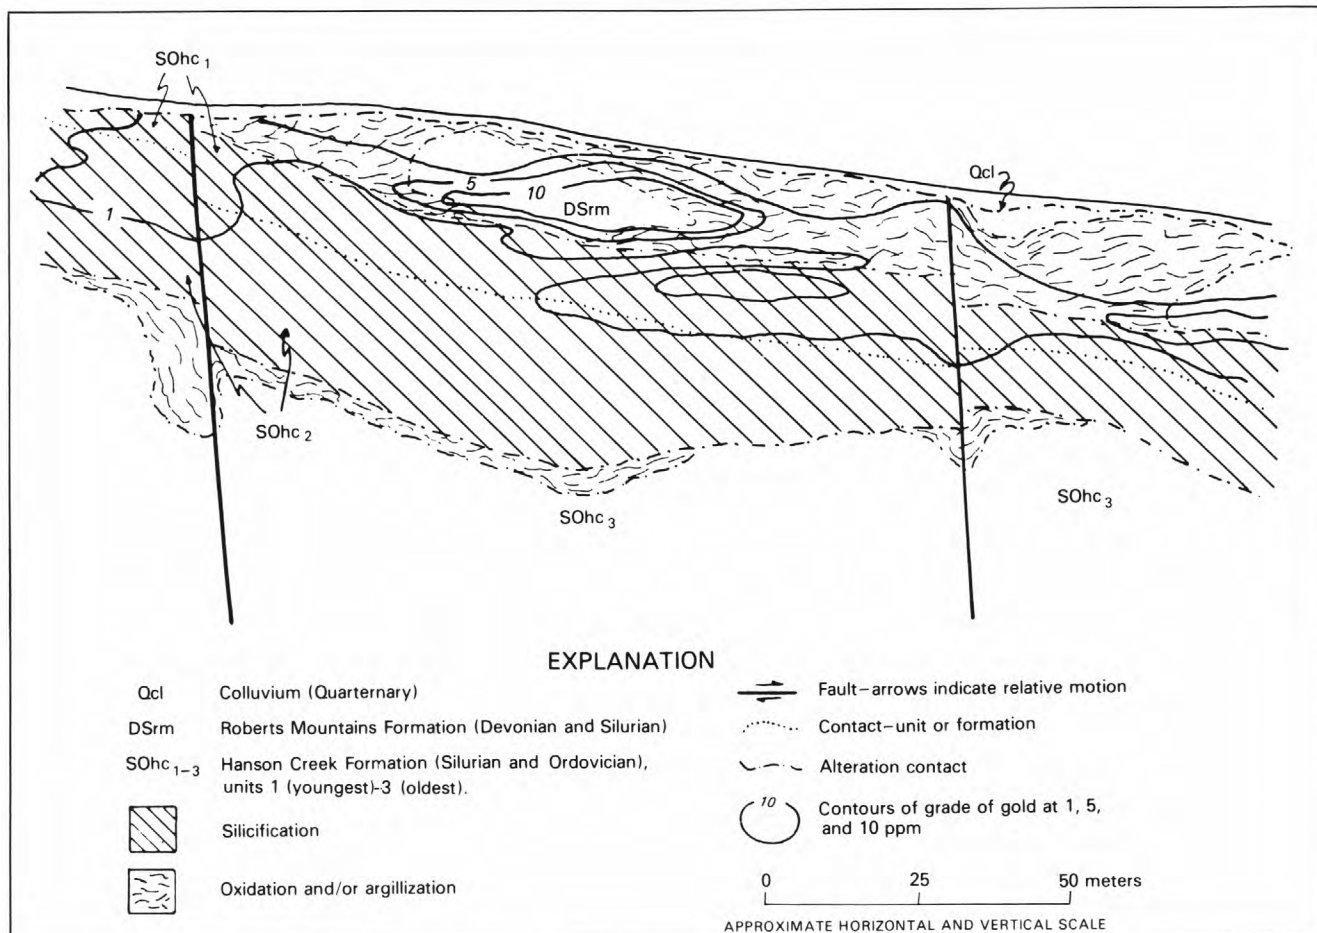 SOhc 1
Qcl
5
10
DSrm
1
SOhc 2
SOhc 3
SOhc 3
EXPLANATION
Qcl Colluvium (Quarternary)
DSrm Roberts Mountains Formation (Devonian and Silurian)
SOhc 1–3 Hanson Creek Formation (Silurian and Ordovician),
units 1 (youngest)-3 (oldest).
Silicification
Oxidation and/or argillization
Fault—arrows indicate relative motion
Contact—unit or formation
Alteration contact
10 Contours of grade of gold at 1, 5,
and 10 ppm
0 25 50 meters
APPROXIMATE HORIZONTAL AND VERTICAL SCALE